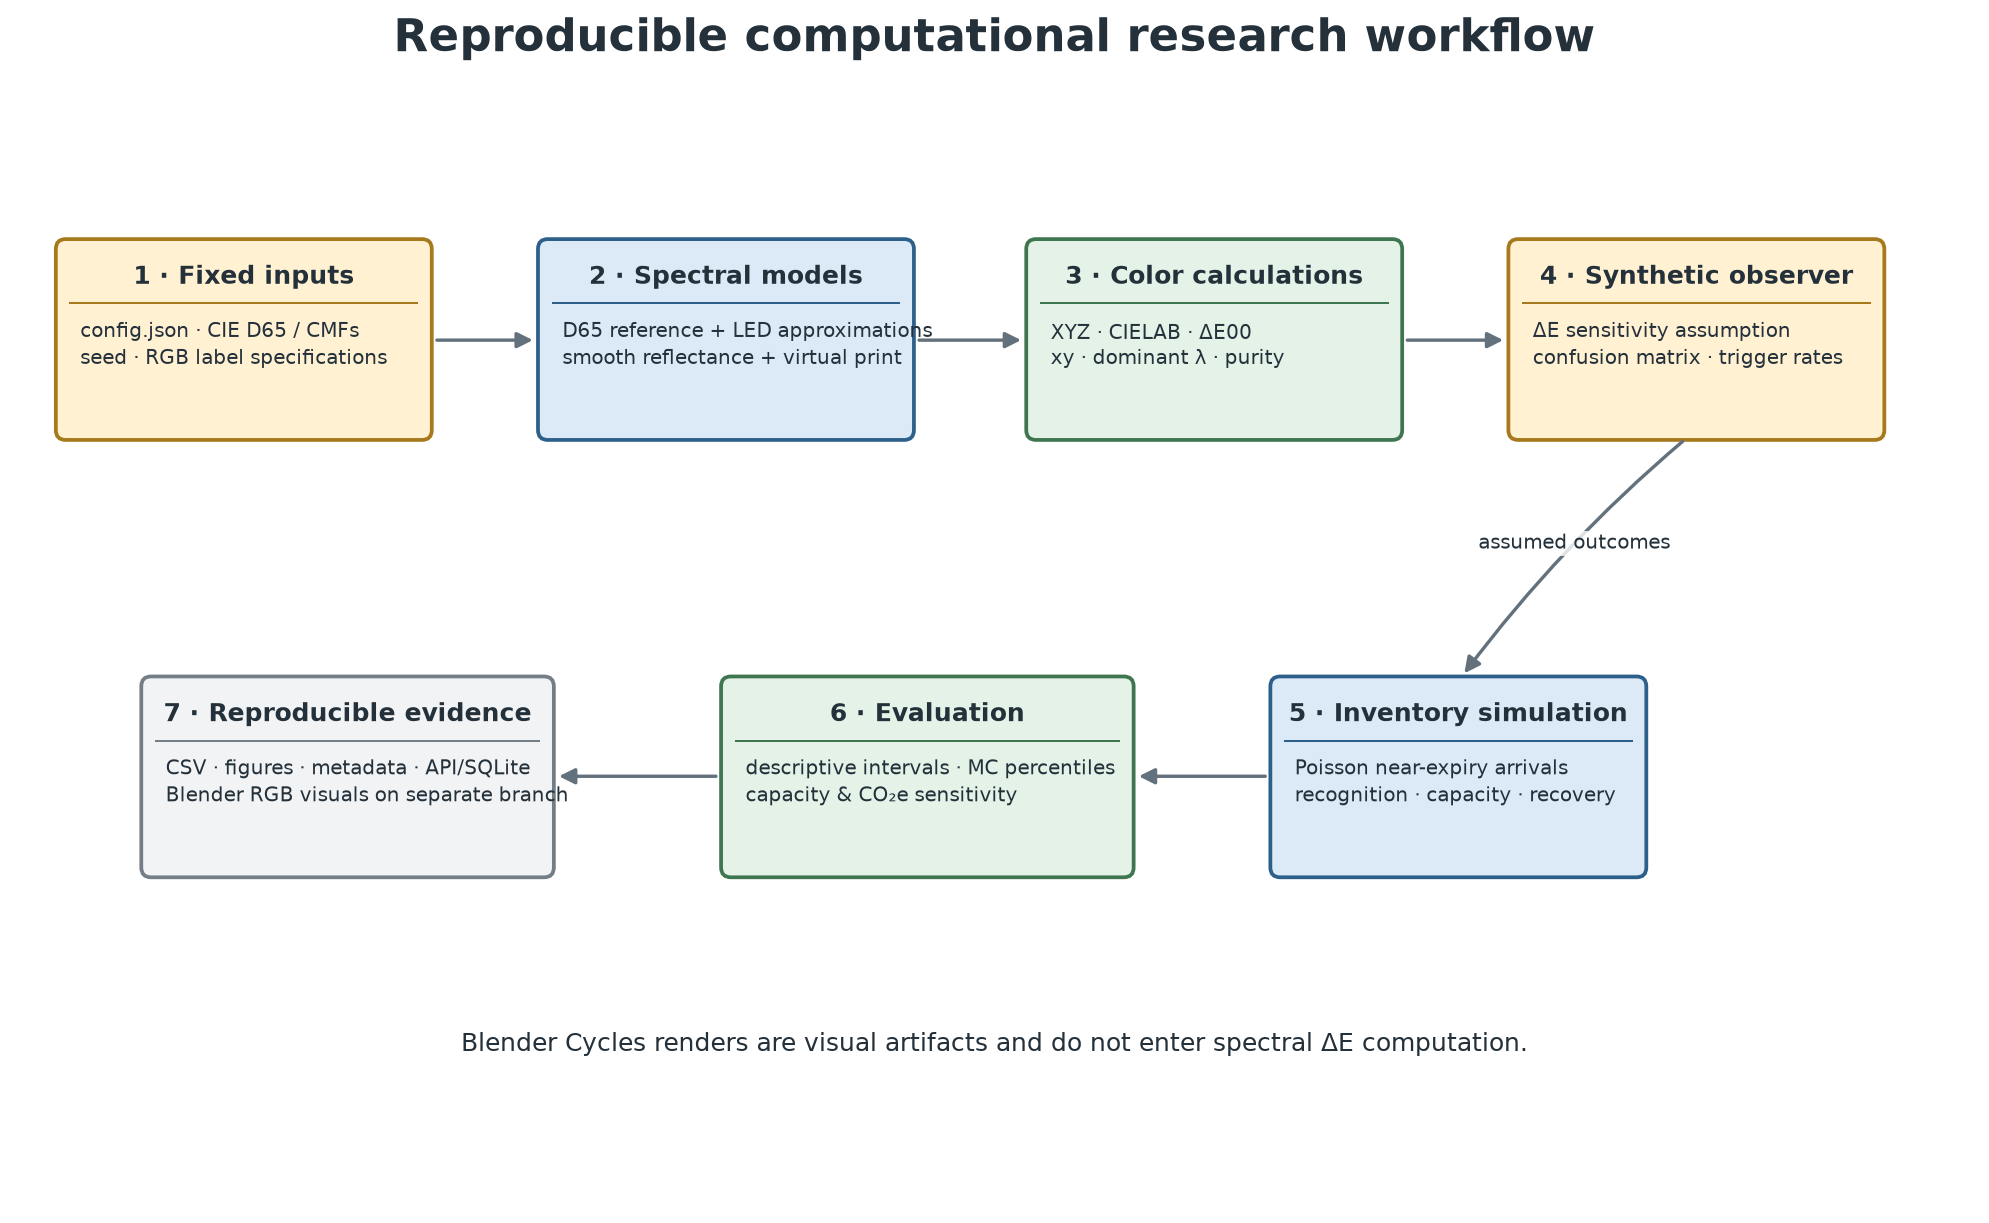 Reproducible computational research workflow
1 · Fixed inputs
config.json · CIE D65 / CMFs
seed · RGB label specifications
2 · Spectral models
D65 reference + LED approximations
smooth reflectance + virtual print
3 · Color calculations
XYZ · CIELAB · ΔE00
xy · dominant λ · purity
4 · Synthetic observer
ΔE sensitivity assumption
confusion matrix · trigger rates
assumed outcomes
5 · Inventory simulation
Poisson near-expiry arrivals
recognition · capacity · recovery
6 · Evaluation
descriptive intervals · MC percentiles
capacity & CO₂e sensitivity
7 · Reproducible evidence
CSV · figures · metadata · API/SQLite
Blender RGB visuals on separate branch
Blender Cycles renders are visual artifacts and do not enter spectral ΔE computation.